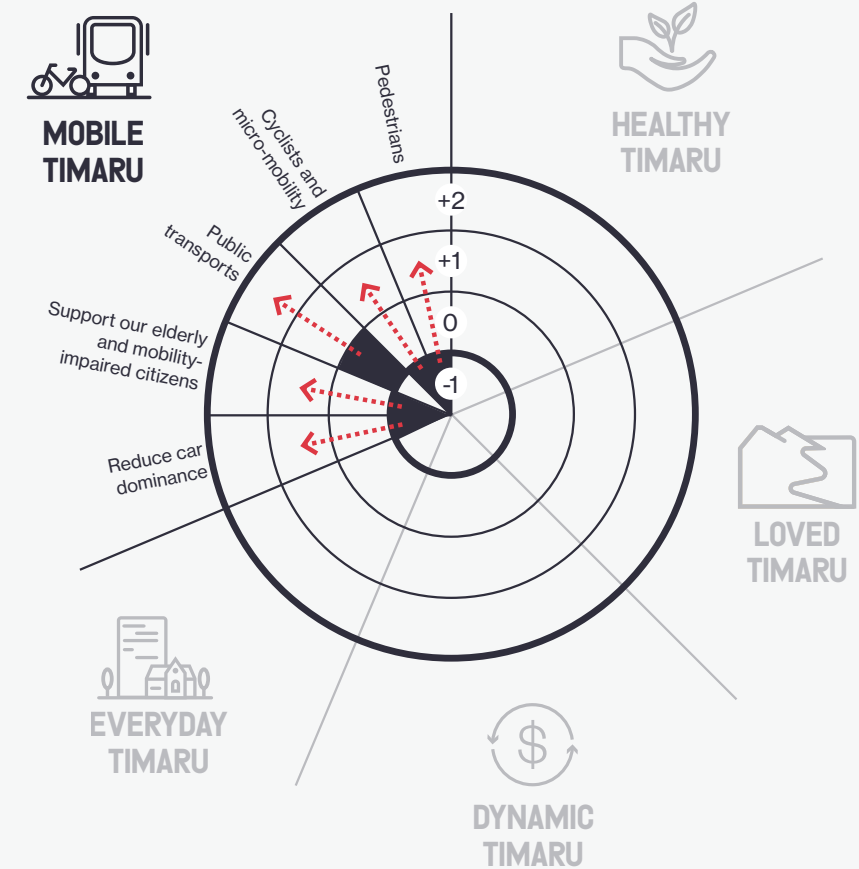 MOBILE
TIMARU
HEALTHY
TIMARU
Pedestrians
Cyclists and
micro-mobility
Public
transports
Support our elderly
and mobility-
impaired citizens
Reduce car
dominance
+2
+1
0
-1
LOVED
TIMARU
EVERYDAY
TIMARU
$
DYNAMIC
TIMARU